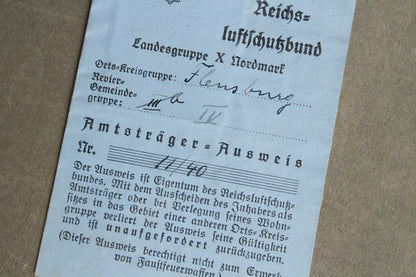 Reichs-
luftschutzbund
Landesgruppe X Nordmark
Orts-Kreisgruppe: Flensburg
Revier-
Gemeinde-
gruppe: III b IV
Amtsträger-Ausweis
Nr. 11/40
Der Ausweis ist Eigentum des Reichsluftschutz-
bundes. Mit dem Ausscheiden des Inhabers als
Amtsträger oder bei Verlegung seines Wohn-
sitzes in das Gebiet einer anderen Orts-Kreis-
gruppe verliert der Ausweis seine Gültigkeit
und ist unaufgefordert zurückzugeben.
(Dieser Ausweis berechtigt nicht zum Erwerb
von Faustfeuerwaffen)